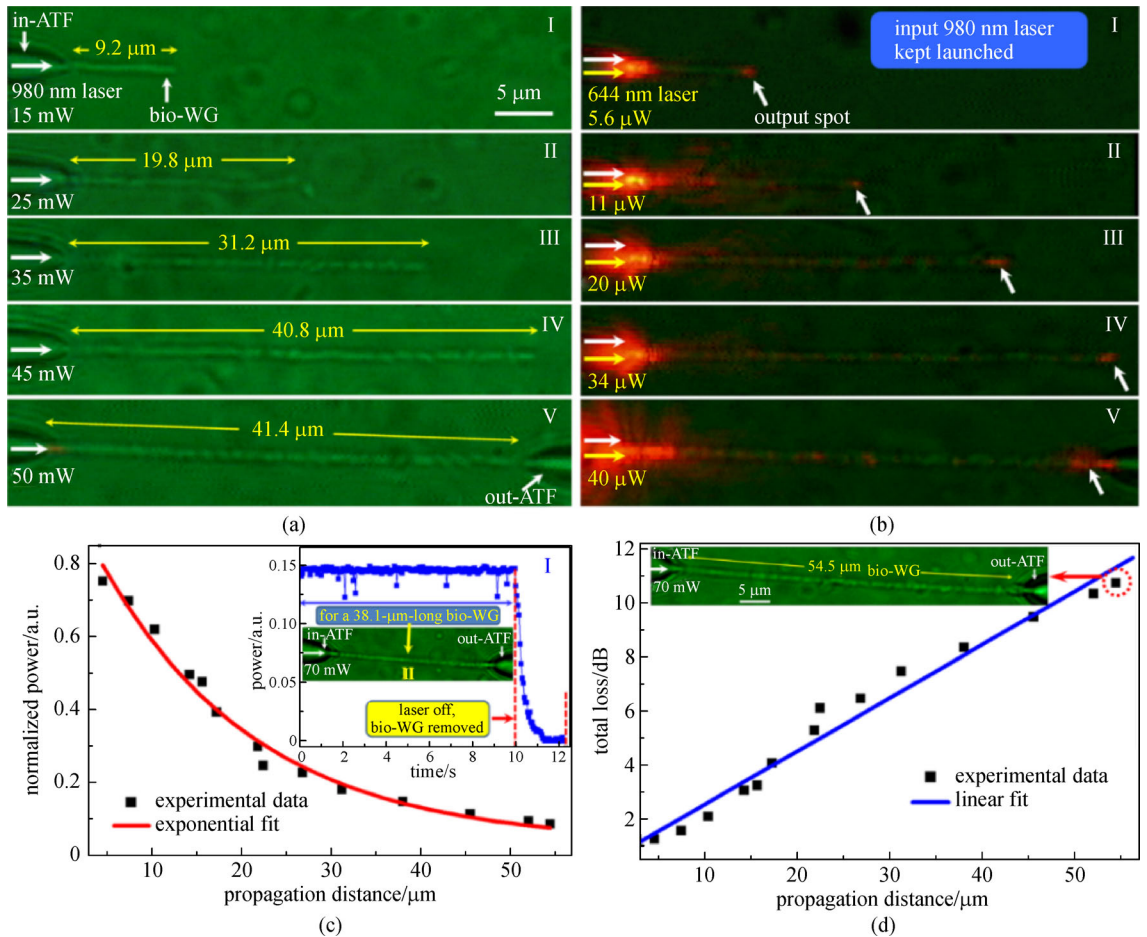 in-ATF
I
9.2 μm
980 nm laser
15 mW
bio-WG
5 μm
II
19.8 μm
25 mW
III
31.2 μm
35 mW
IV
40.8 μm
45 mW
V
41.4 μm
50 mW
out-ATF
(a)
I
input 980 nm laser
kept launched
644 nm laser
5.6 μW
output spot
II
11 μW
III
20 μW
IV
34 μW
V
40 μW
(b)
normalized power/a.u.
0.8
0.6
0.4
0.2
0
10
20
30
40
50
propagation distance/μm
experimental data
exponential fit
power/a.u.
0.15
0.075
0
I
for a 38.1-μm-long bio-WG
in-ATF
out-ATF
70 mW
II
laser off,
bio-WG removed
0
2
4
6
8
10
12
time/s
(c)
total loss/dB
12
10
8
6
4
2
in-ATF
54.5 μm
bio-WG
out-ATF
70 mW
5 μm
experimental data
linear fit
10
20
30
40
50
propagation distance/μm
(d)